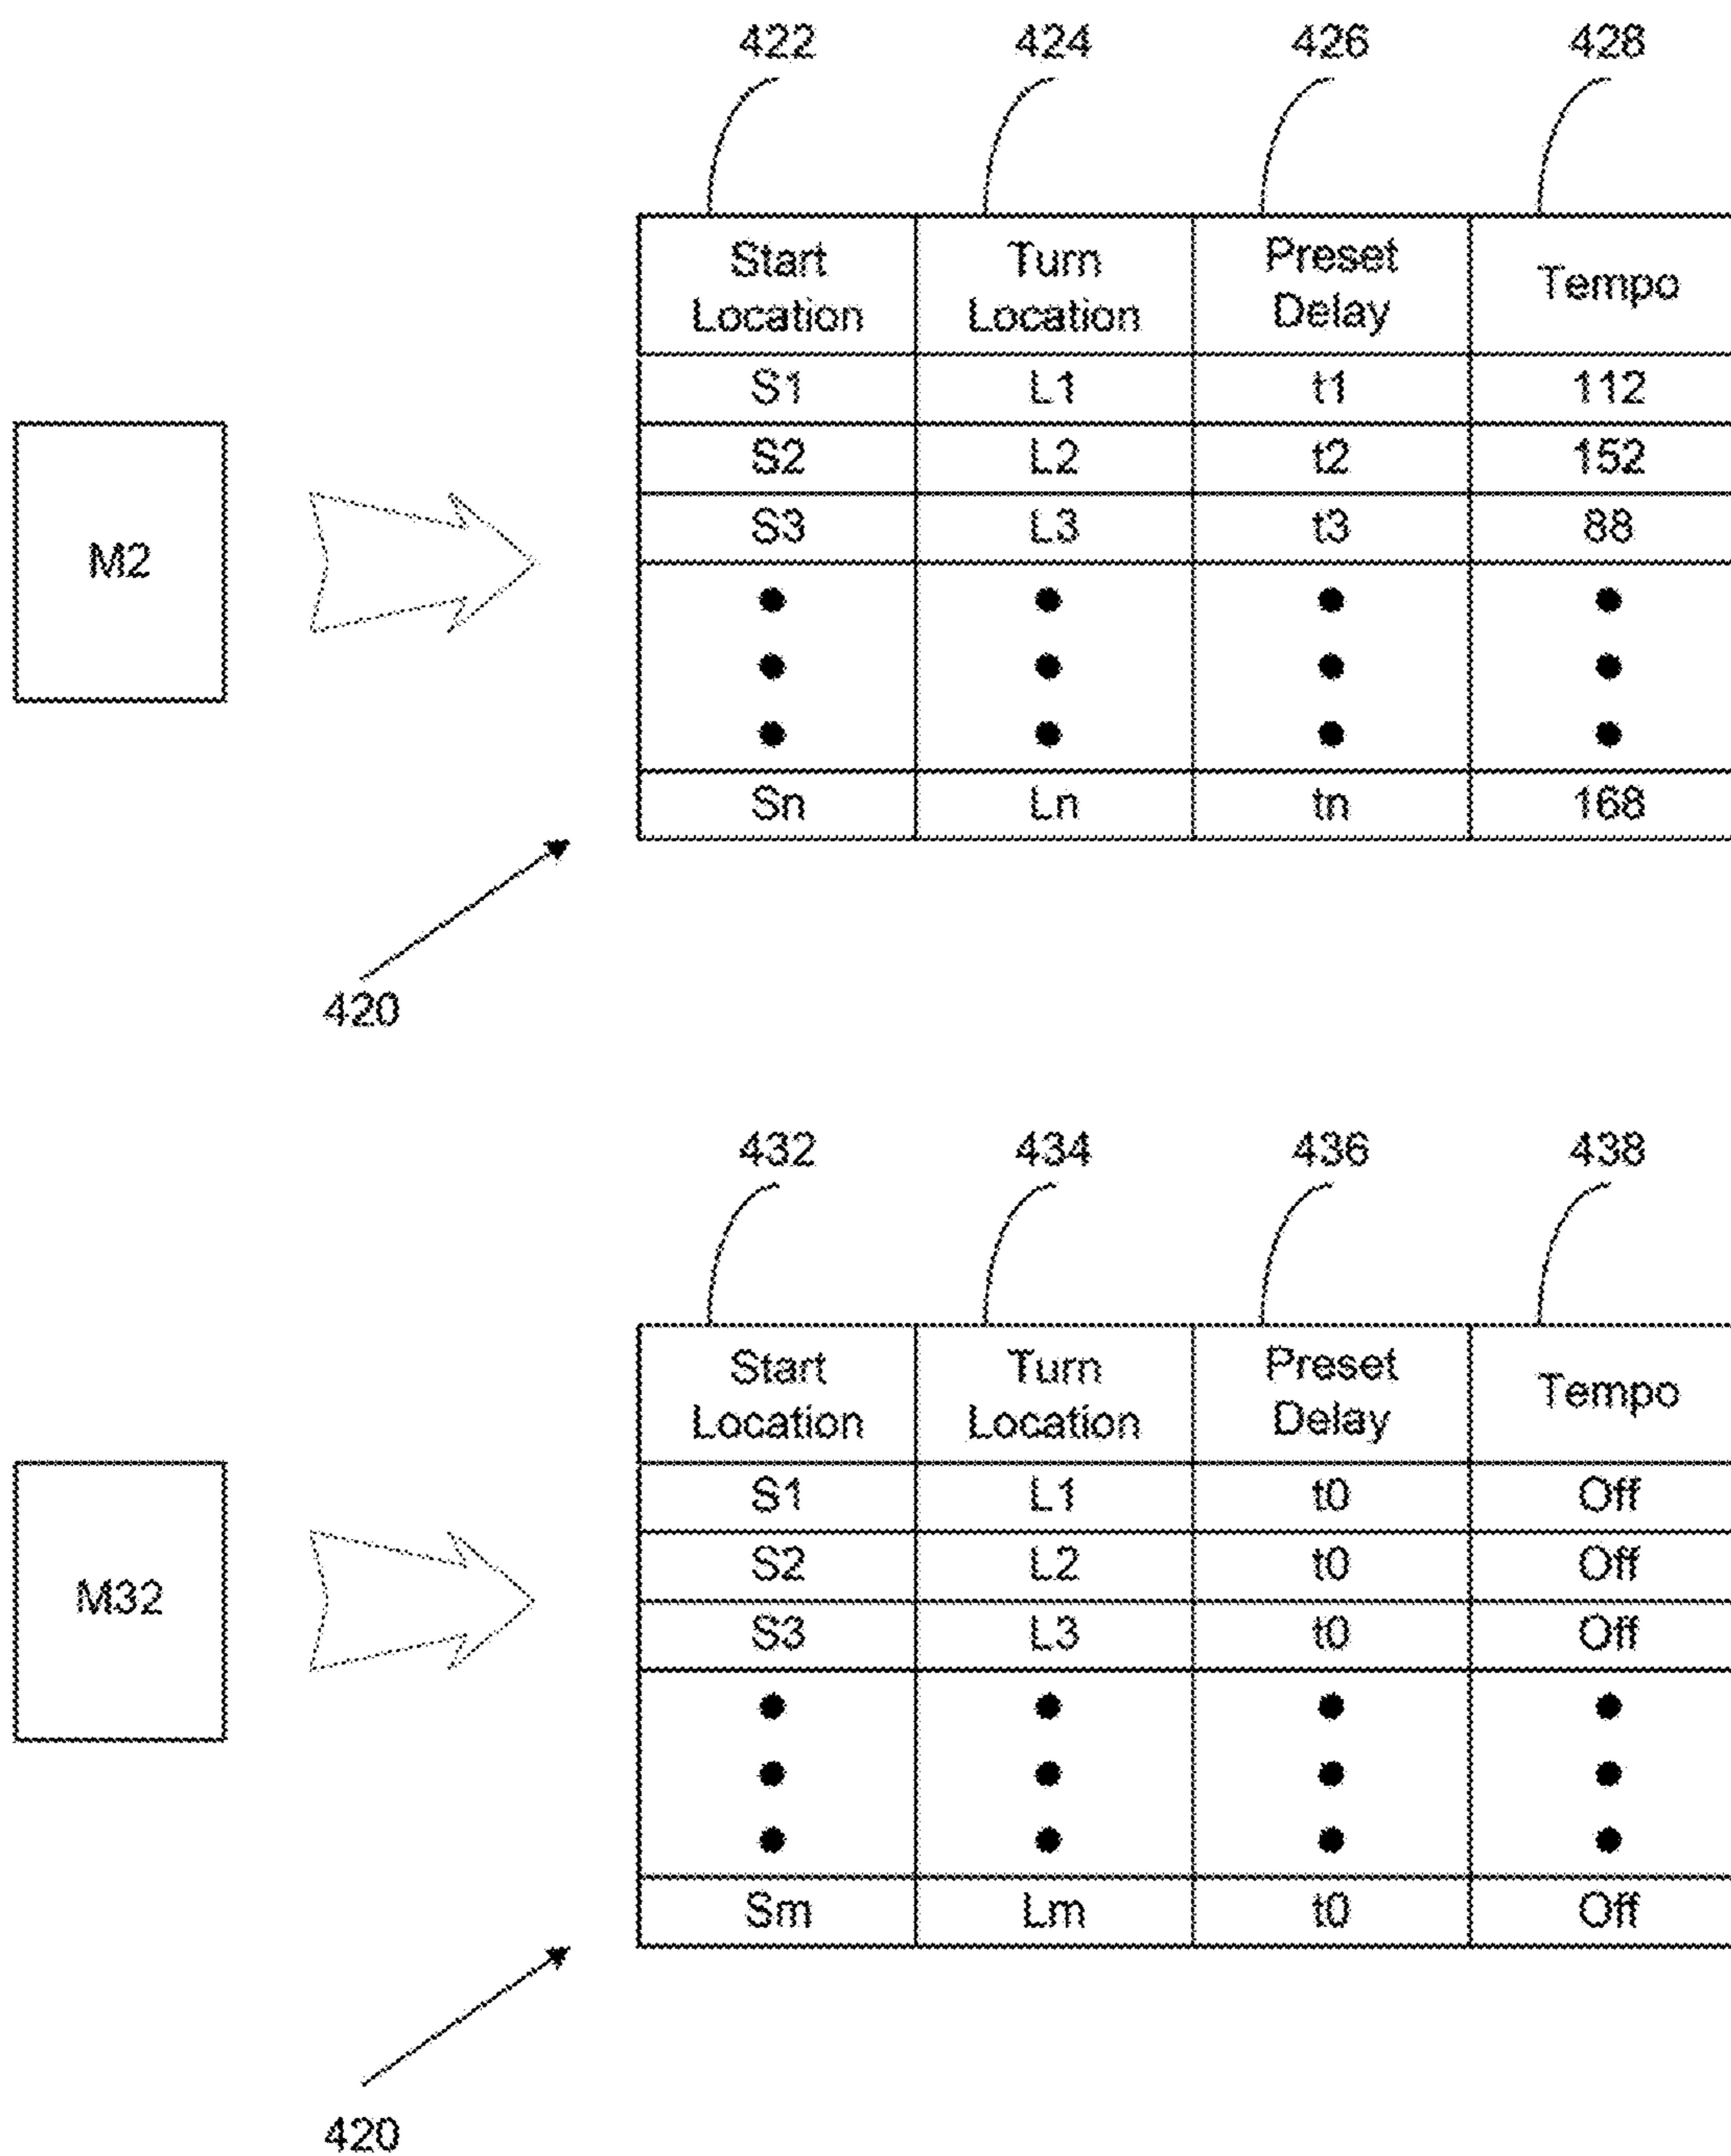 422 424 426 428
Start Location Turn Location Preset Delay Tempo
S1 L1 t1 112
S2 L2 t2 152
S3 L3 t3 88
M2
Sn Ln tn 168
420
432 434 436 438
Start Location Turn Location Preset Delay Tempo
S1 L1 t0 Off
S2 L2 t0 Off
M32
S3 L3 t0 Off
Sm Lm t0 Off
420